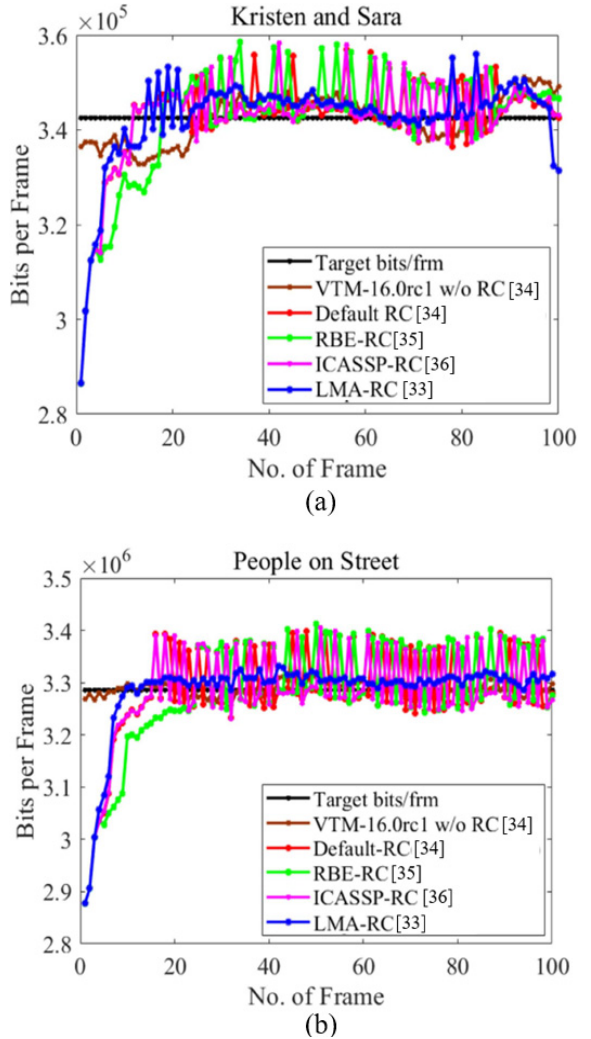 Kristen and Sara
×10⁵
3.6
3.4
3.2
3
2.8
Bits per Frame
Target bits/frm
VTM-16.0rc1 w/o RC [34]
Default RC [34]
RBE-RC[35]
ICASSP-RC [36]
LMA-RC [33]
0 20 40 60 80 100
No. of Frame
(a)
People on Street
×10⁶
3.5
3.4
3.3
3.2
3.1
3
2.9
2.8
Bits per Frame
Target bits/frm
VTM-16.0rc1 w/o RC [34]
Default-RC [34]
RBE-RC[35]
ICASSP-RC [36]
LMA-RC[33]
0 20 40 60 80 100
No. of Frame
(b)